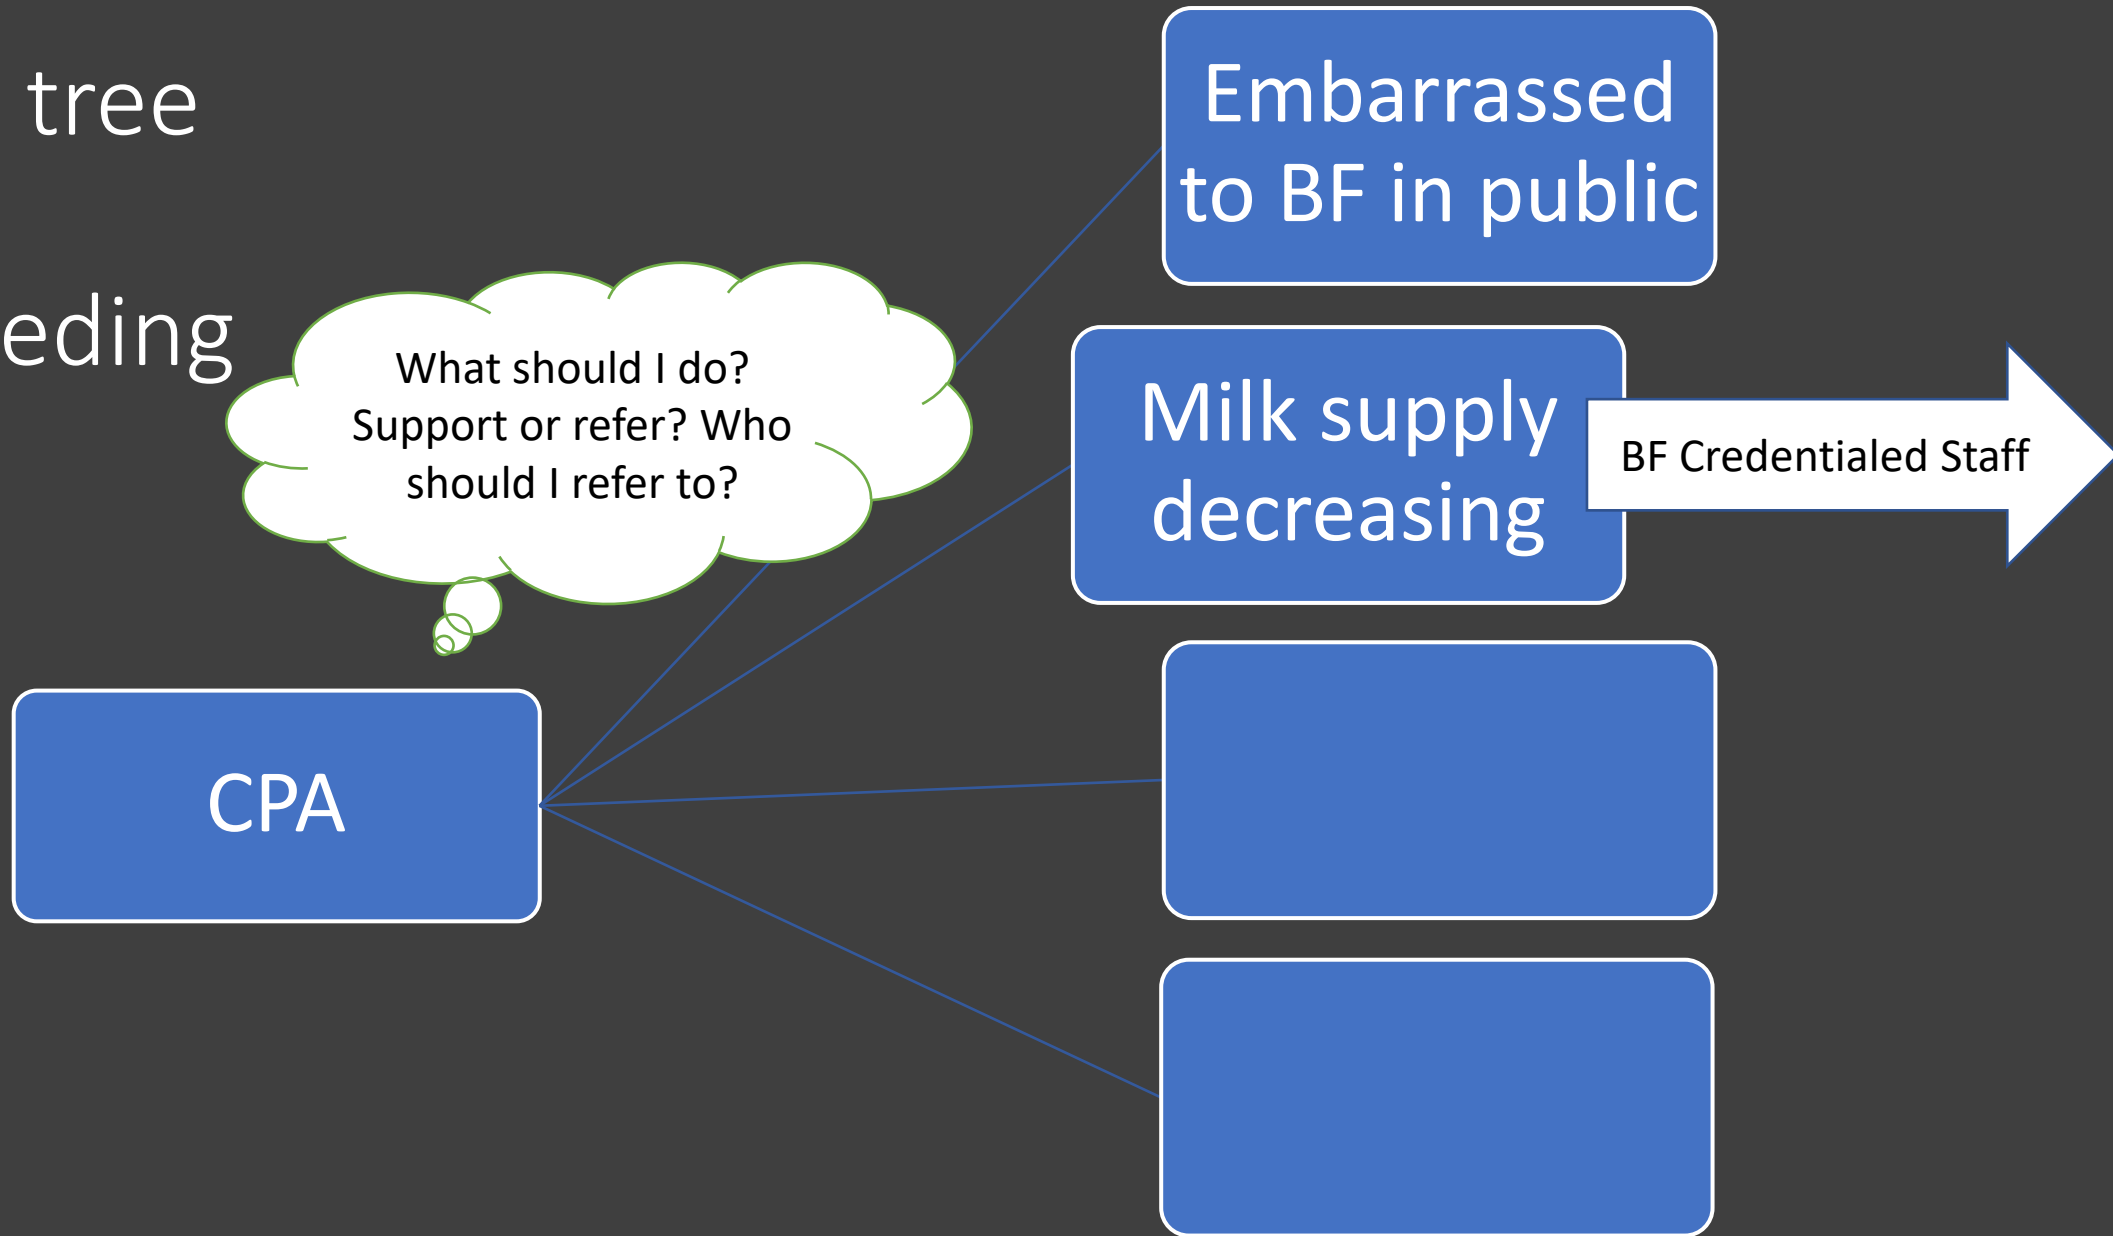 tree
eding
What should I do?
Support or refer? Who
should I refer to?
CPA
Embarrassed
to BF in public
Milk supply
decreasing
BF Credentialed Staff